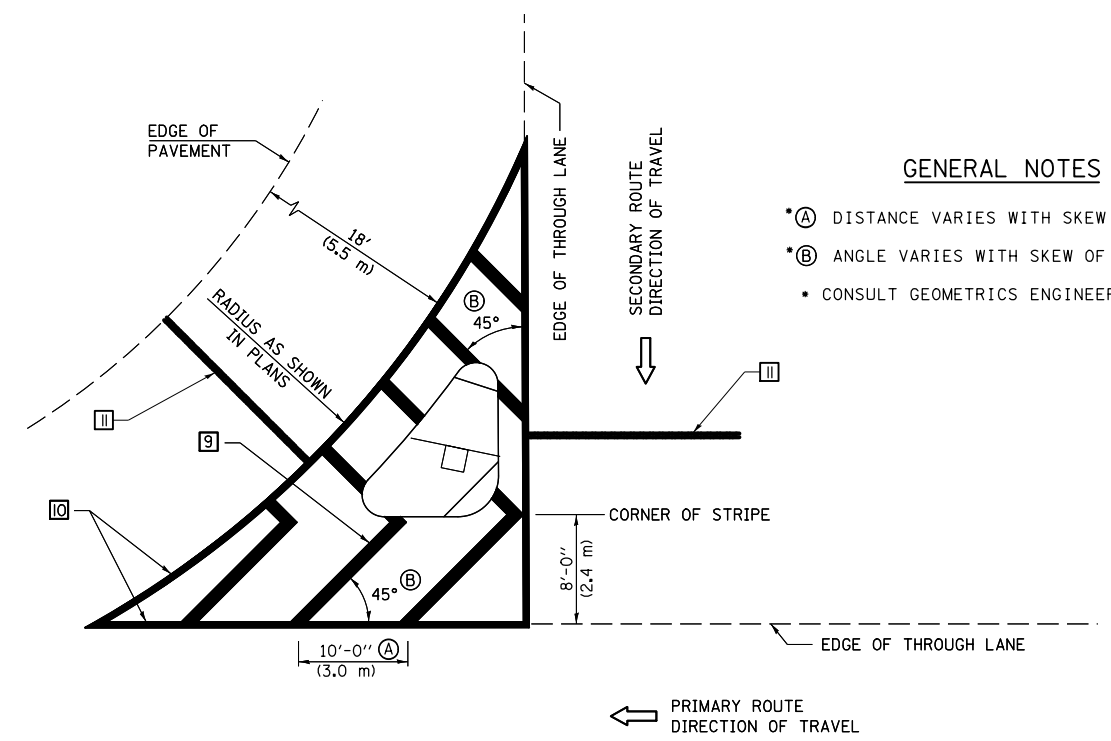 EDGE OF
PAVEMENT
18'
(5.5 m)
RADIUS AS SHOWN
IN PLANS
EDGE OF THROUGH LANE
SECONDARY ROUTE
DIRECTION OF TRAVEL
GENERAL NOTES
*Ⓐ DISTANCE VARIES WITH SKEW
*Ⓑ ANGLE VARIES WITH SKEW OF
* CONSULT GEOMETRICS ENGINEER
Ⓑ
45°
11
11
9
10
CORNER OF STRIPE
8'-0"
(2.4 m)
45° Ⓑ
10'-0" Ⓐ
(3.0 m)
EDGE OF THROUGH LANE
PRIMARY ROUTE
DIRECTION OF TRAVEL